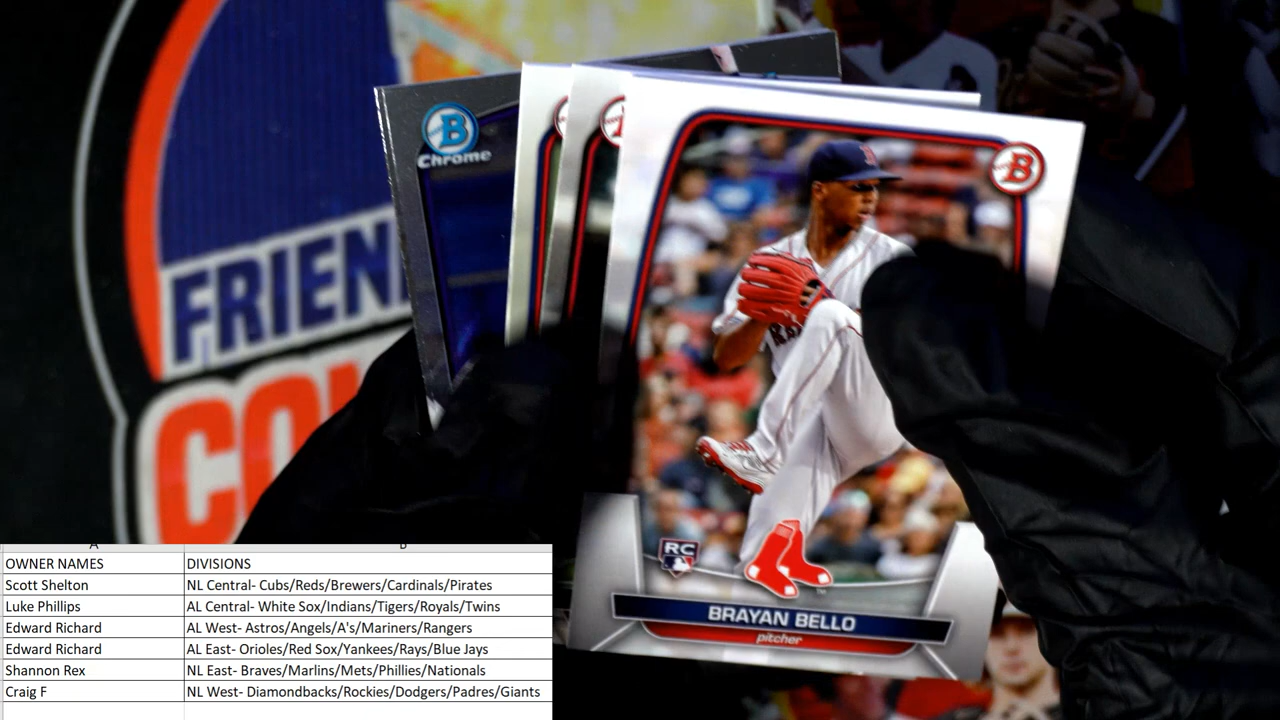 FRIEN
CO
B
Chrome
B
RA
RC
BRAYAN BELLO
pitcher
A B
OWNER NAMES DIVISIONS
Scott Shelton NL Central- Cubs/Reds/Brewers/Cardinals/Pirates
Luke Phillips AL Central- White Sox/Indians/Tigers/Royals/Twins
Edward Richard AL West- Astros/Angels/A's/Mariners/Rangers
Edward Richard AL East- Orioles/Red Sox/Yankees/Rays/Blue Jays
Shannon Rex NL East- Braves/Marlins/Mets/Phillies/Nationals
Craig F NL West- Diamondbacks/Rockies/Dodgers/Padres/Giants